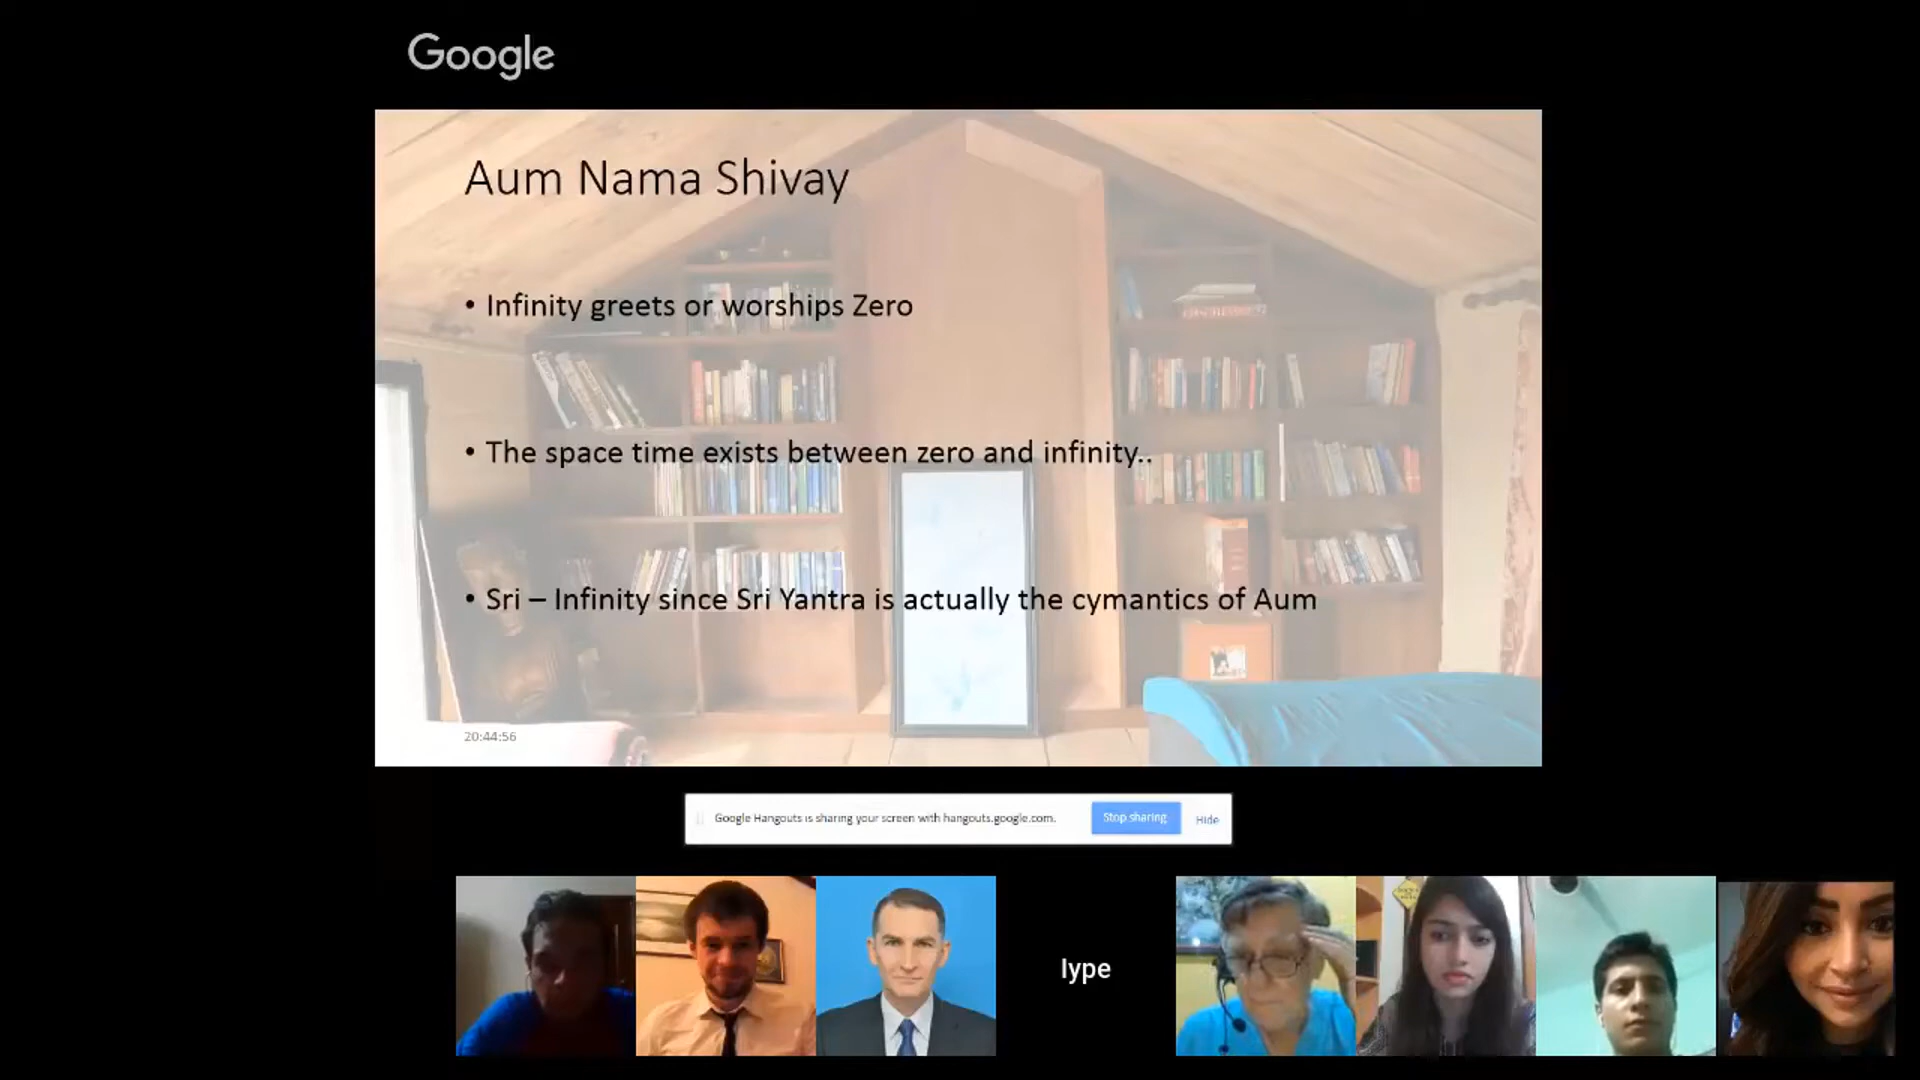 Google
Aum Nama Shivay
• Infinity greets or worships Zero
• The space time exists between zero and infinity..
• Sri – Infinity since Sri Yantra is actually the cymantics of Aum
20:44:56
Google Hangouts is sharing your screen with hangouts.google.com.
Stop sharing
Hide
Iype